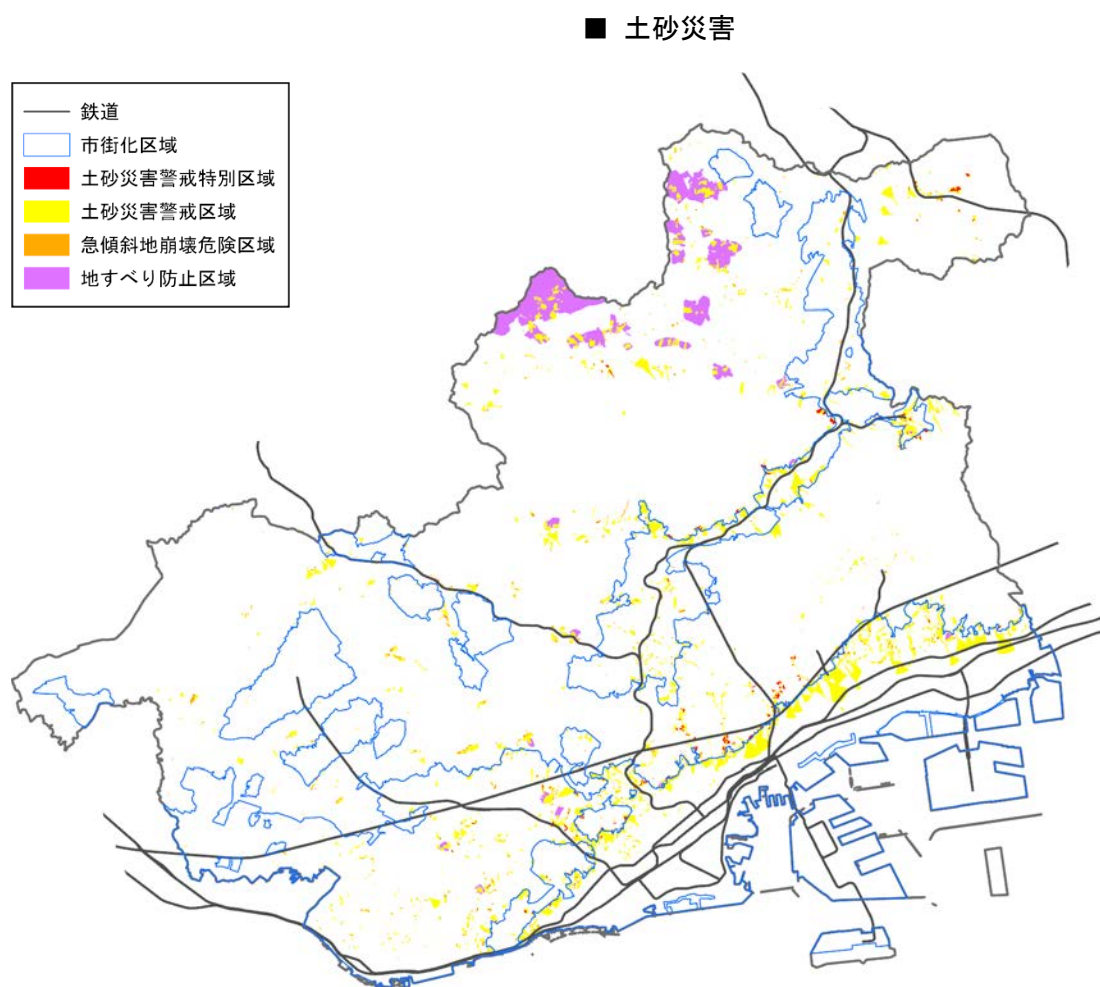 ■ 土砂災害
鉄道
市街化区域
土砂災害警戒特別区域
土砂災害警戒区域
急傾斜地崩壊危険区域
地すべり防止区域